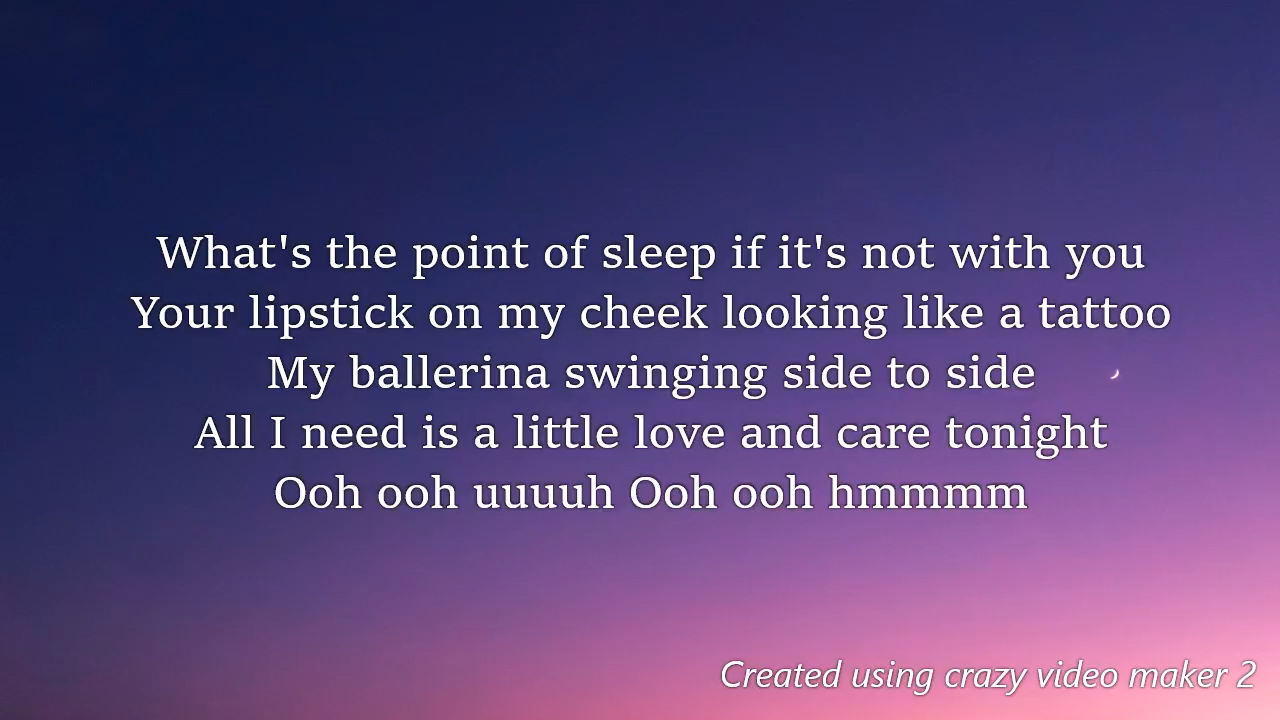 What's the point of sleep if it's not with you
Your lipstick on my cheek looking like a tattoo
My ballerina swinging side to side
All I need is a little love and care tonight
Ooh ooh uuuuh Ooh ooh hmmmm
Created using crazy video maker 2